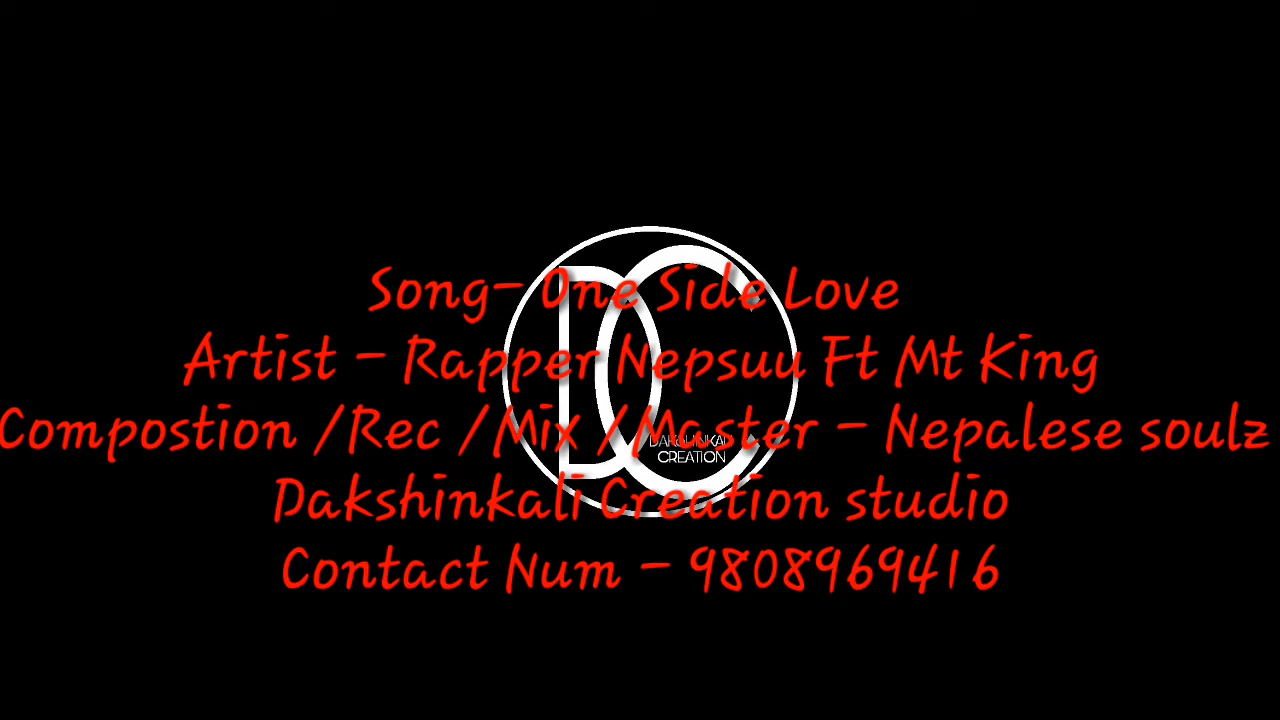 Song- One Side Love
Artist - Rapper Nepsuu Ft Mt King
Compostion /Rec /Mix /Master - Nepalese soulz
DAKSHINKALI
CREATION
Dakshinkali Creation studio
Contact Num - 9808969416